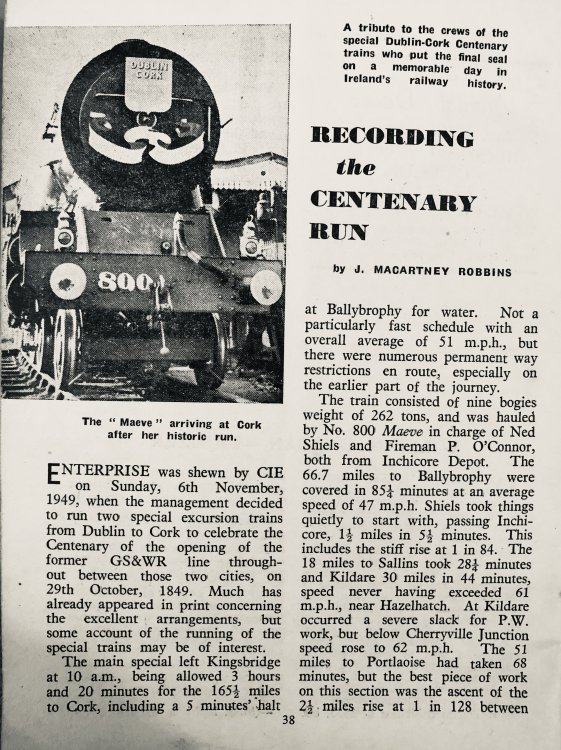 DUBLIN
CORK
800
The " Maeve " arriving at Cork
after her historic run.
ENTERPRISE was shewn by CIE
on Sunday, 6th November,
1949, when the management decided
to run two special excursion trains
from Dublin to Cork to celebrate the
Centenary of the opening of the
former GS&WR line through-
out between those two cities, on
29th October, 1849. Much has
already appeared in print concerning
the excellent arrangements, but
some account of the running of the
special trains may be of interest.
The main special left Kingsbridge
at 10 a.m., being allowed 3 hours
and 20 minutes for the 165½ miles
to Cork, including a 5 minutes' halt
A tribute to the crews of the
special Dublin-Cork Centenary
trains who put the final seal
on a memorable day in
Ireland's railway history.
RECORDING
the
CENTENARY
RUN
by J. MACARTNEY ROBBINS
at Ballybrophy for water. Not a
particularly fast schedule with an
overall average of 51 m.p.h., but
there were numerous permanent way
restrictions en route, especially on
the earlier part of the journey.
The train consisted of nine bogies
weight of 262 tons, and was hauled
by No. 800 Maeve in charge of Ned
Shiels and Fireman P. O'Connor,
both from Inchicore Depot. The
66.7 miles to Ballybrophy were
covered in 85¼ minutes at an average
speed of 47 m.p.h. Shiels took things
quietly to start with, passing Inchi-
core, 1½ miles in 5½ minutes. This
includes the stiff rise at 1 in 84. The
18 miles to Sallins took 28¼ minutes
and Kildare 30 miles in 44 minutes,
speed never having exceeded 61
m.p.h., near Hazelhatch. At Kildare
occurred a severe slack for P.W.
work, but below Cherryville Junction
speed rose to 62 m.p.h. The 51
miles to Portlaoise had taken 68
minutes, but the best piece of work
on this section was the ascent of the
2½ miles rise at 1 in 128 between
38